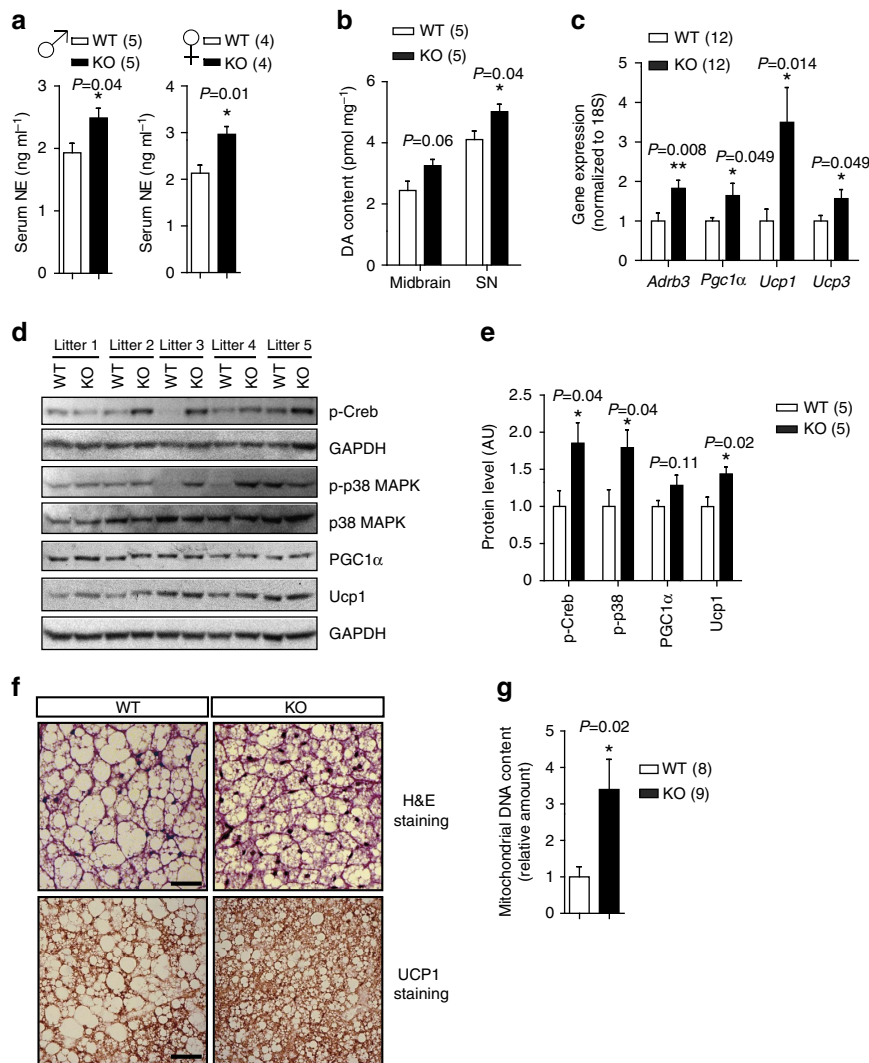 a
♂ WT (5)
KO (5)
P=0.04
*
Serum NE (ng ml⁻¹)
3
2
1
0
♀ WT (4)
KO (4)
P=0.01
*
Serum NE (ng ml⁻¹)
4
3
2
1
0
b
WT (5)
KO (5)
P=0.04
*
P=0.06
DA content (pmol mg⁻¹)
6
4
2
0
Midbrain SN
c
WT (12)
KO (12)
P=0.014
*
P=0.008
**
P=0.049
*
P=0.049
*
Gene expression
(normalized to 18S)
5
4
3
2
1
0
Adrb3 Pgc1α Ucp1 Ucp3
d
Litter 1 Litter 2 Litter 3 Litter 4 Litter 5
WT KO WT KO WT KO WT KO WT KO
p-Creb
GAPDH
p-p38 MAPK
p38 MAPK
PGC1α
Ucp1
GAPDH
e
WT (5)
KO (5)
P=0.04
*
P=0.04
*
P=0.11
P=0.02
*
Protein level (AU)
2.5
2.0
1.5
1.0
0.5
0
p-Creb p-p38 PGC1α Ucp1
f
WT KO
H&E
staining
UCP1
staining
g
P=0.02
*
WT (8)
KO (9)
Mitochondrial DNA content
(relative amount)
5
4
3
2
1
0